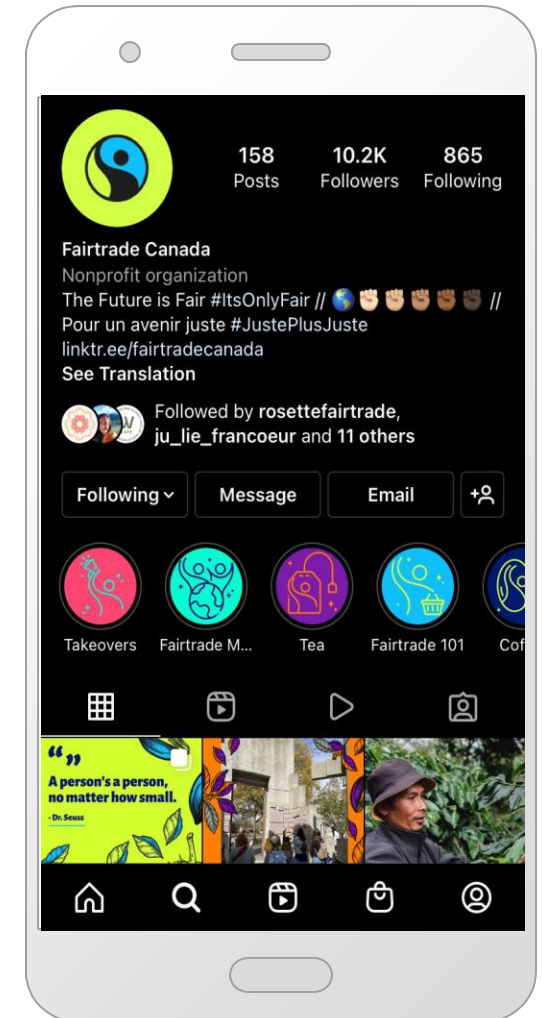 158 10.2K 865
Posts Followers Following
Fairtrade Canada
Nonprofit organization
The Future is Fair #ItsOnlyFair // 🌎 ✊🏻 ✊🏼 ✊🏽 ✊🏾 ✊🏿 //
Pour un avenir juste #JustePlusJuste
linktr.ee/fairtradecanada
See Translation
Followed by rosettefairtrade,
ju_lie_francoeur and 11 others
Following Message Email
Takeovers Fairtrade M... Tea Fairtrade 101 Cof
“ ”
A person's a person,
no matter how small.
- Dr. Seuss